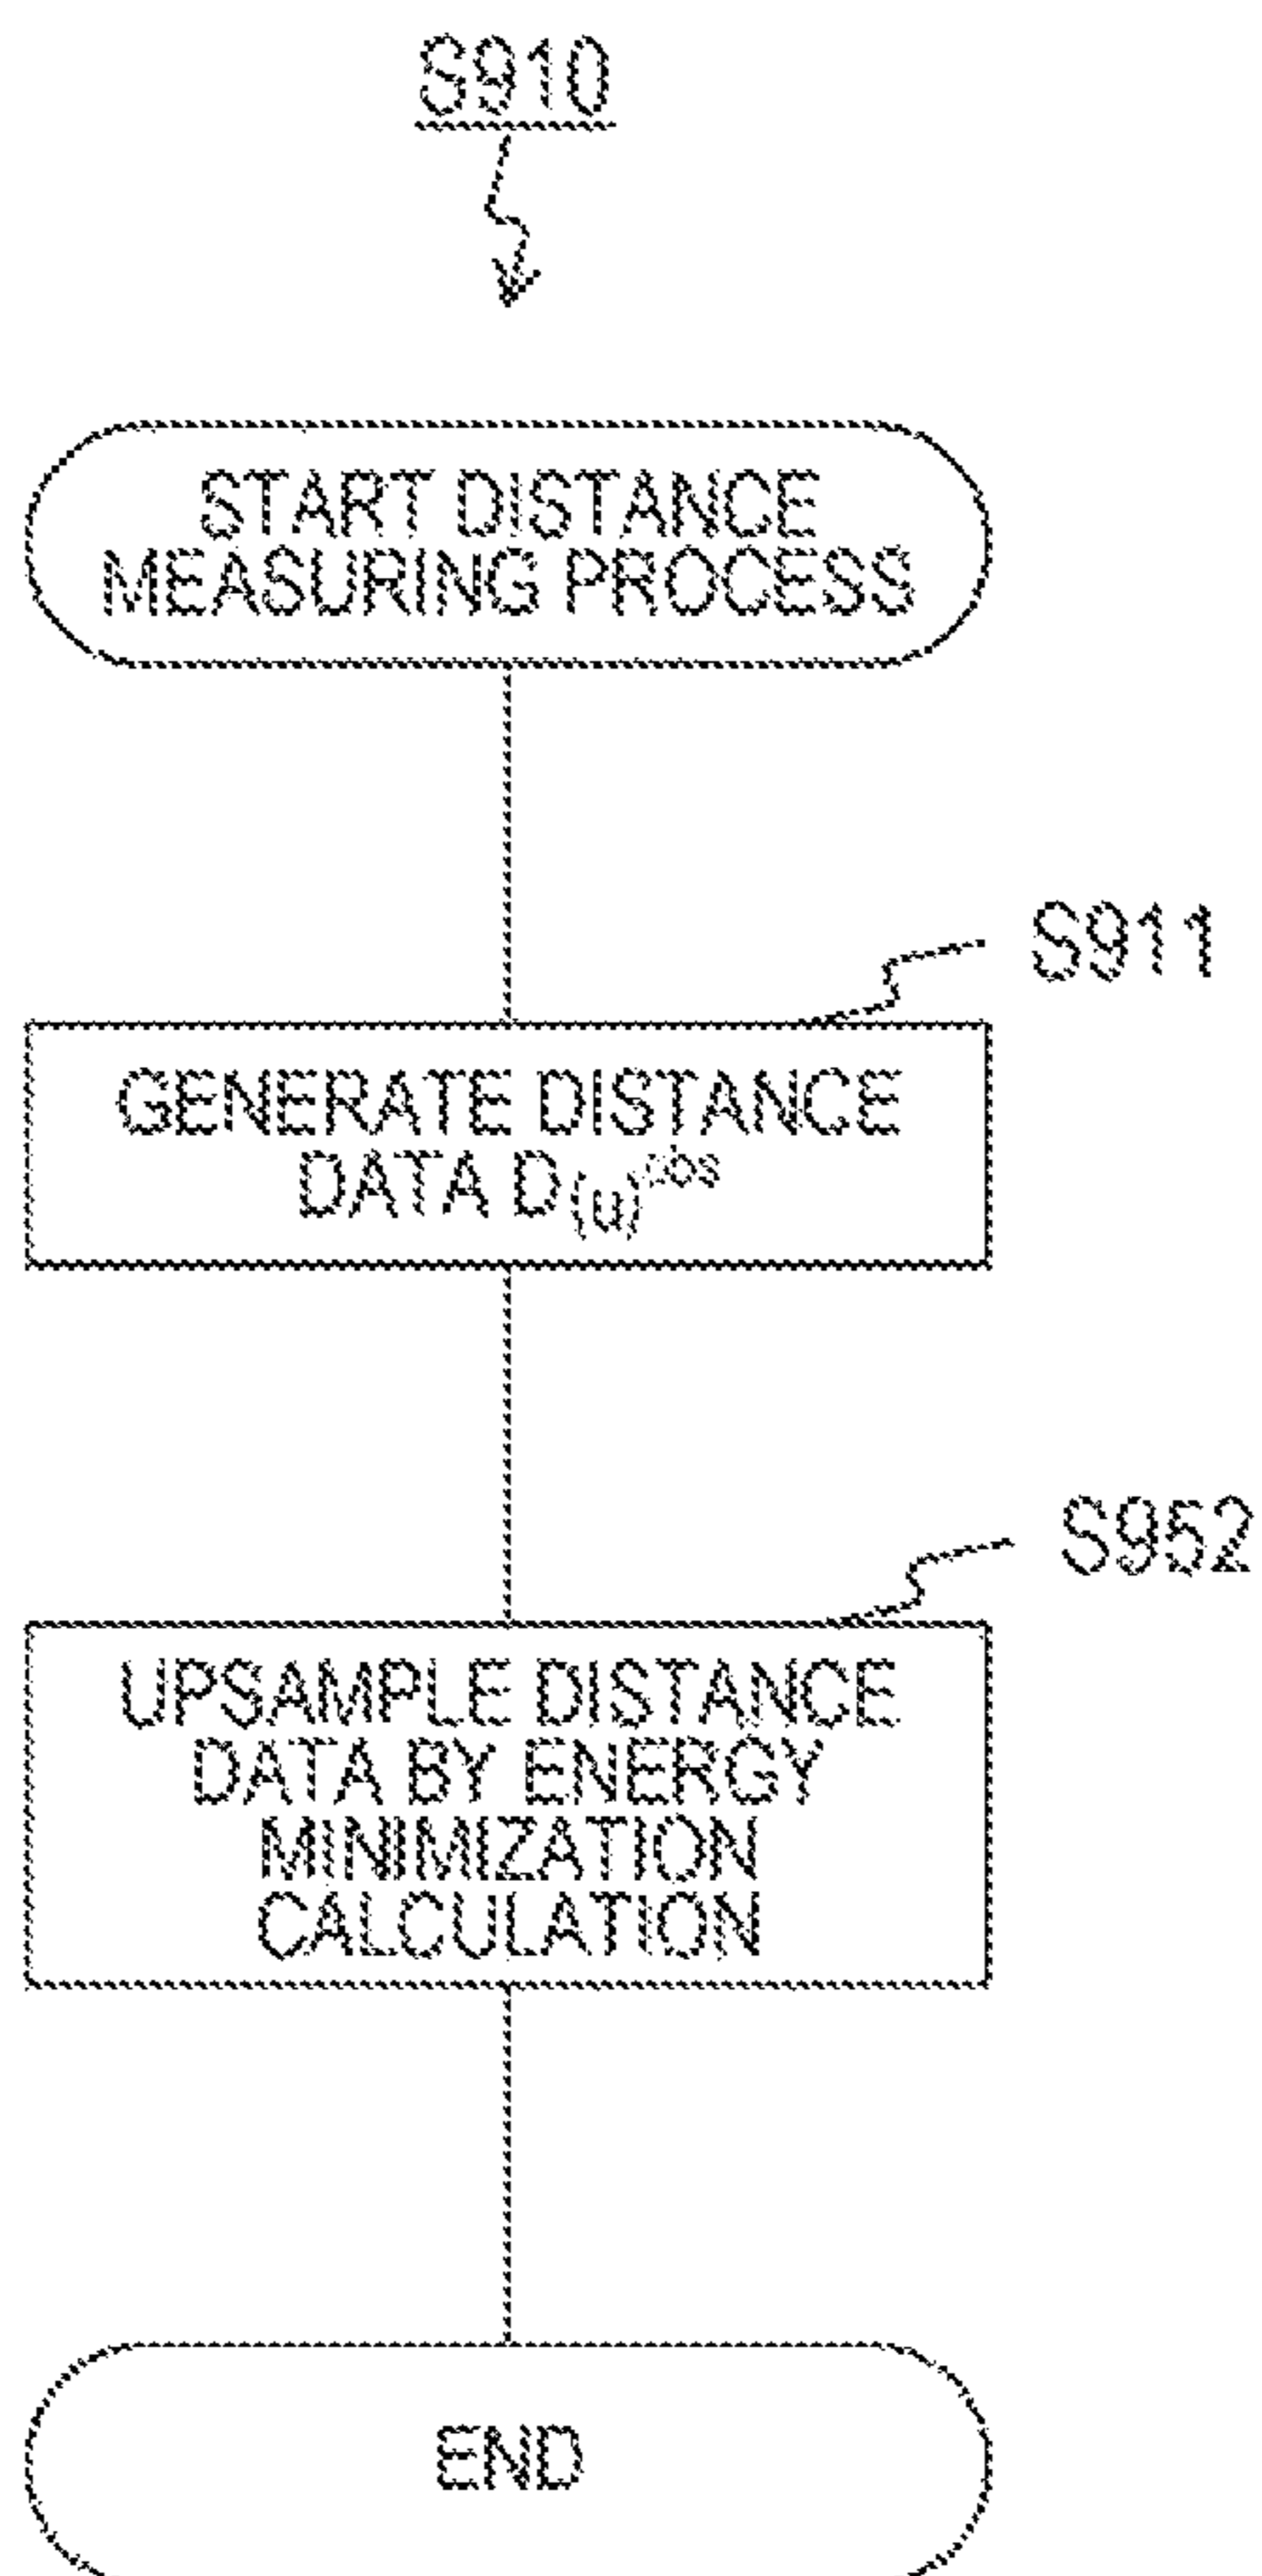 S910
START DISTANCE
MEASURING PROCESS
S911
GENERATE DISTANCE
DATA D(u)obs
S952
UPSAMPLE DISTANCE
DATA BY ENERGY
MINIMIZATION
CALCULATION
END